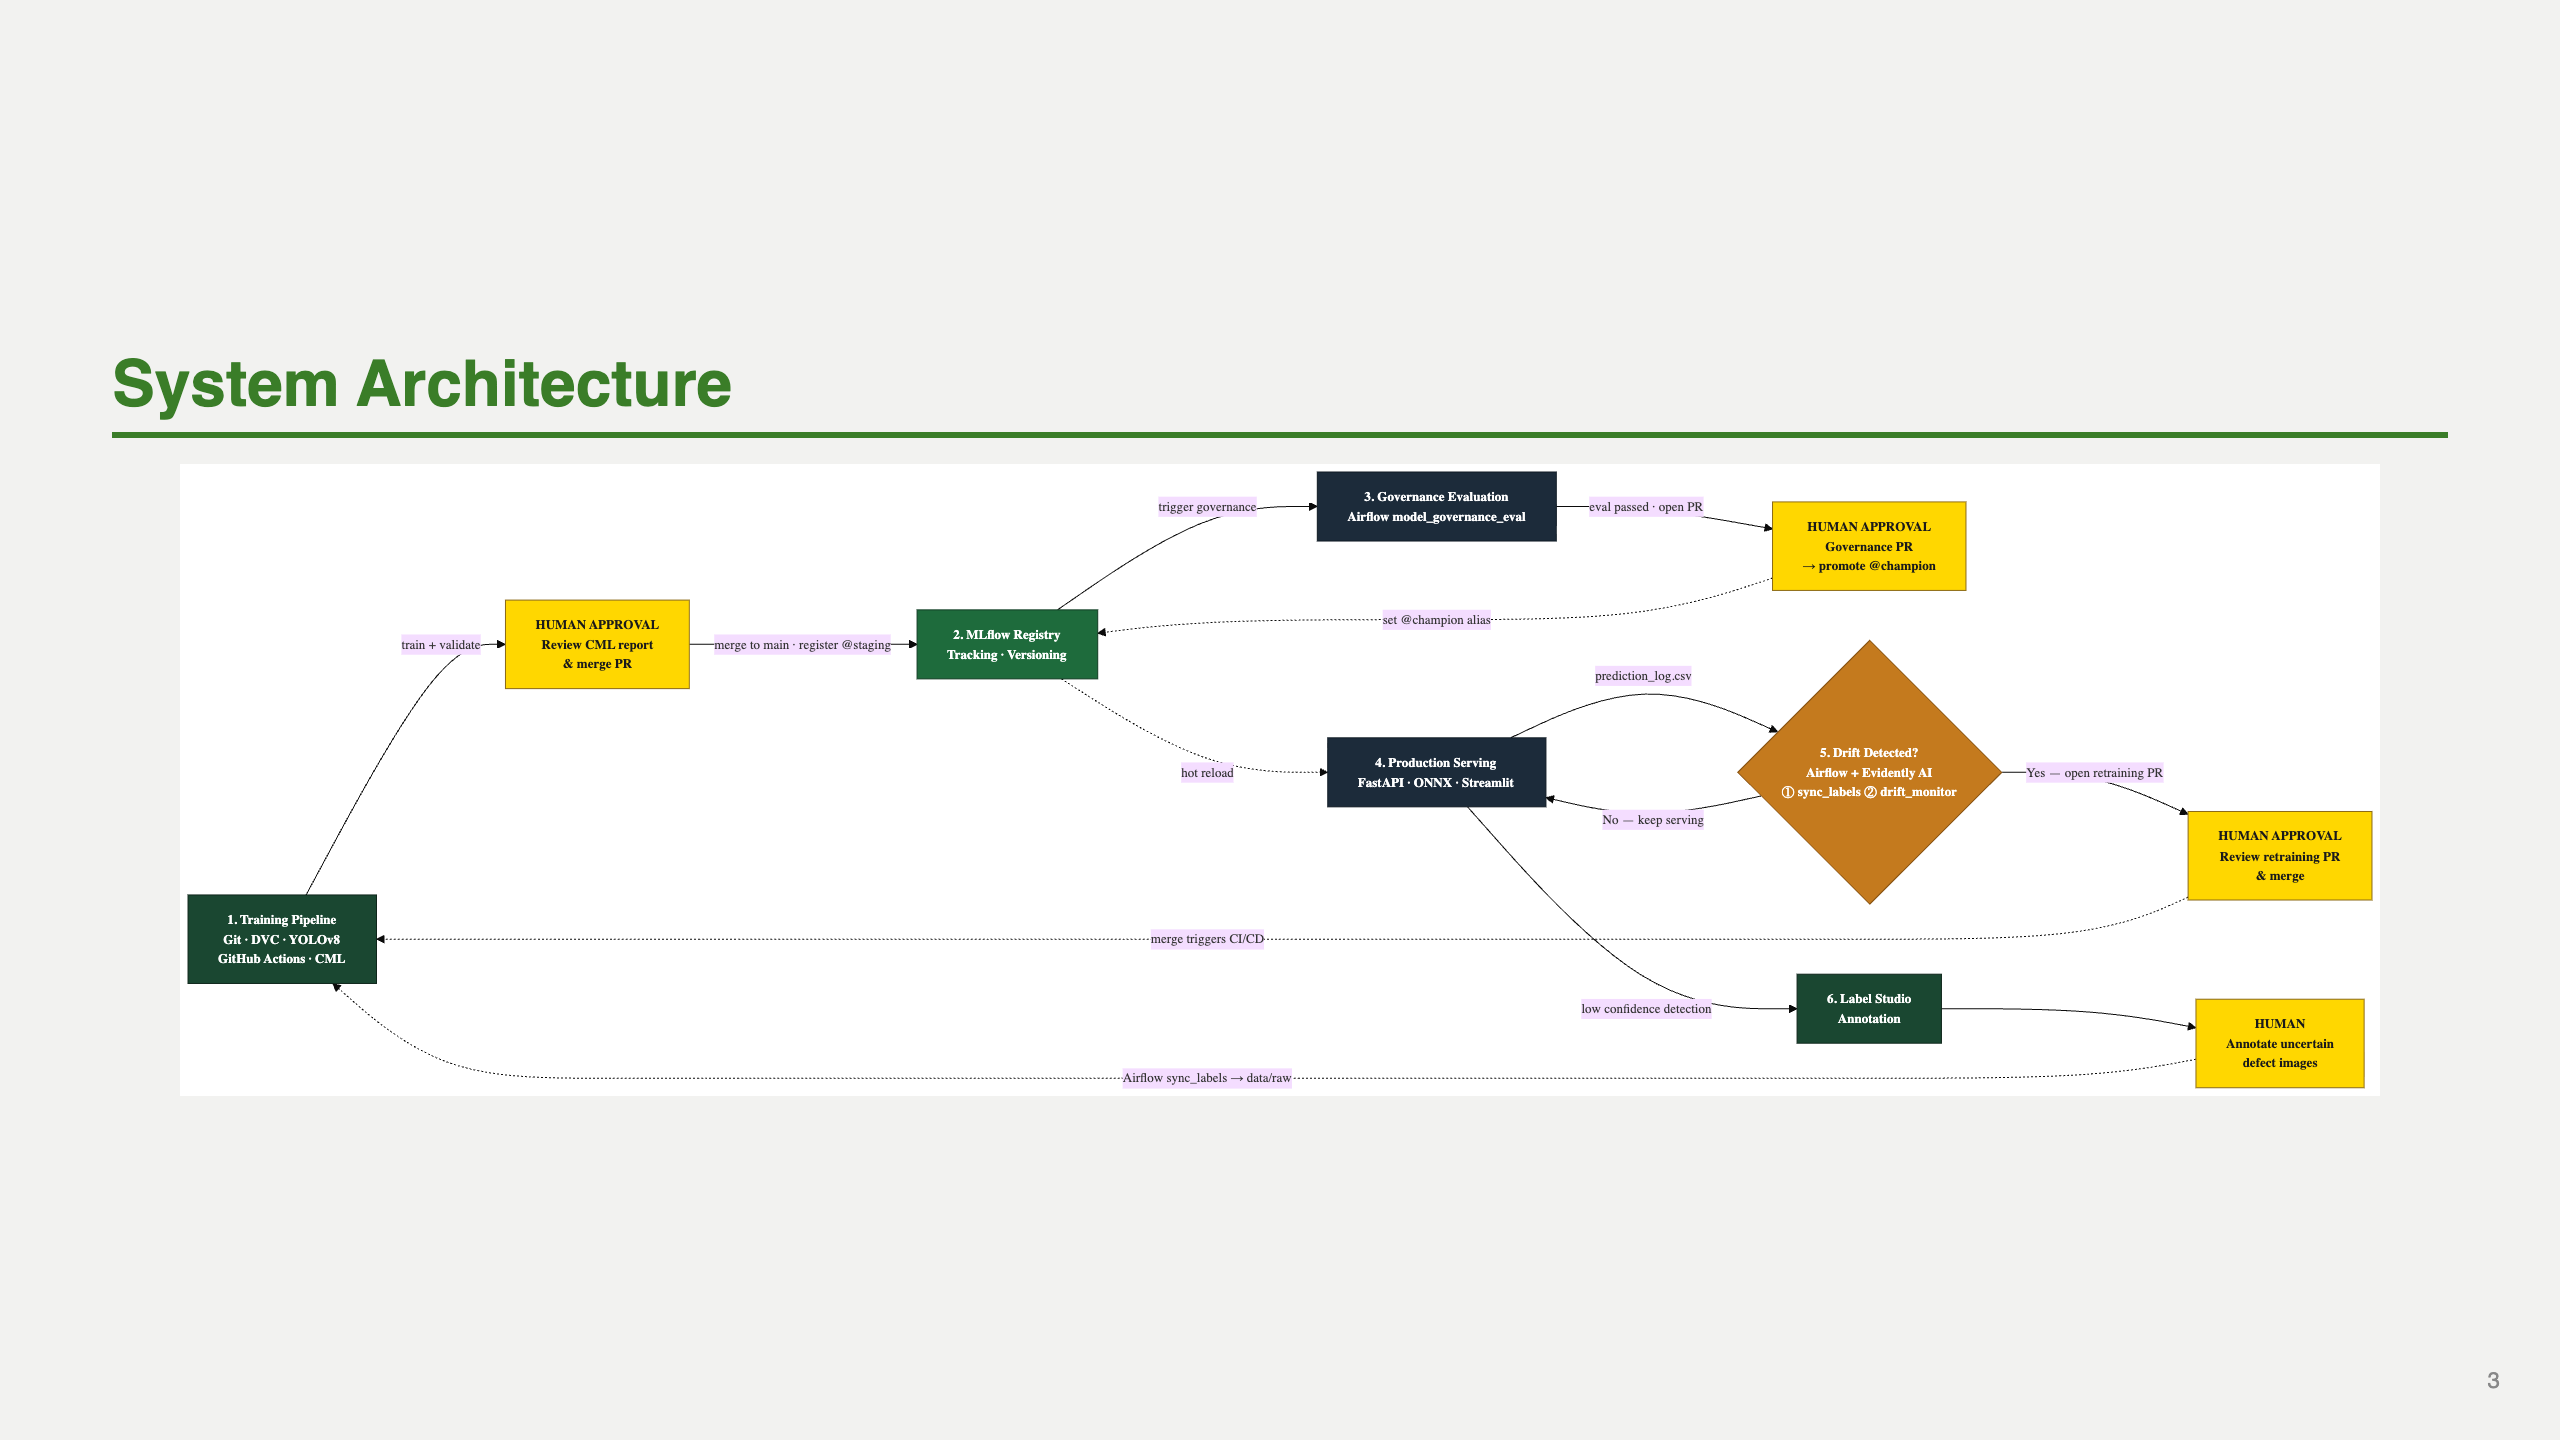 System Architecture
3. Governance Evaluation
Airflow model_governance_eval
trigger governance
eval passed · open PR
HUMAN APPROVAL
Governance PR
→ promote @champion
HUMAN APPROVAL
Review CML report
& merge PR
train + validate
merge to main · register @staging
2. MLflow Registry
Tracking · Versioning
set @champion alias
prediction_log.csv
hot reload
4. Production Serving
FastAPI · ONNX · Streamlit
5. Drift Detected?
Airflow + Evidently AI
① sync_labels ② drift_monitor
Yes — open retraining PR
No — keep serving
HUMAN APPROVAL
Review retraining PR
& merge
1. Training Pipeline
Git · DVC · YOLOv8
GitHub Actions · CML
merge triggers CI/CD
low confidence detection
6. Label Studio
Annotation
HUMAN
Annotate uncertain
defect images
Airflow sync_labels → data/raw
3